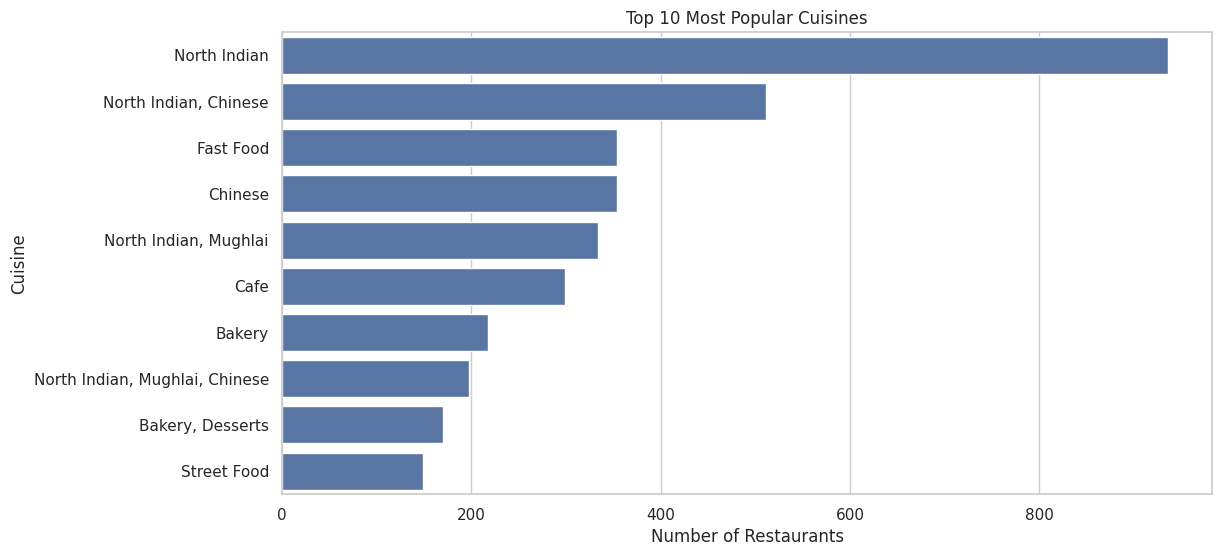 Top 10 Most Popular Cuisines
North Indian
North Indian, Chinese
Fast Food
Chinese
North Indian, Mughlai
Cafe
Bakery
North Indian, Mughlai, Chinese
Bakery, Desserts
Street Food
Cuisine
0 200 400 600 800
Number of Restaurants